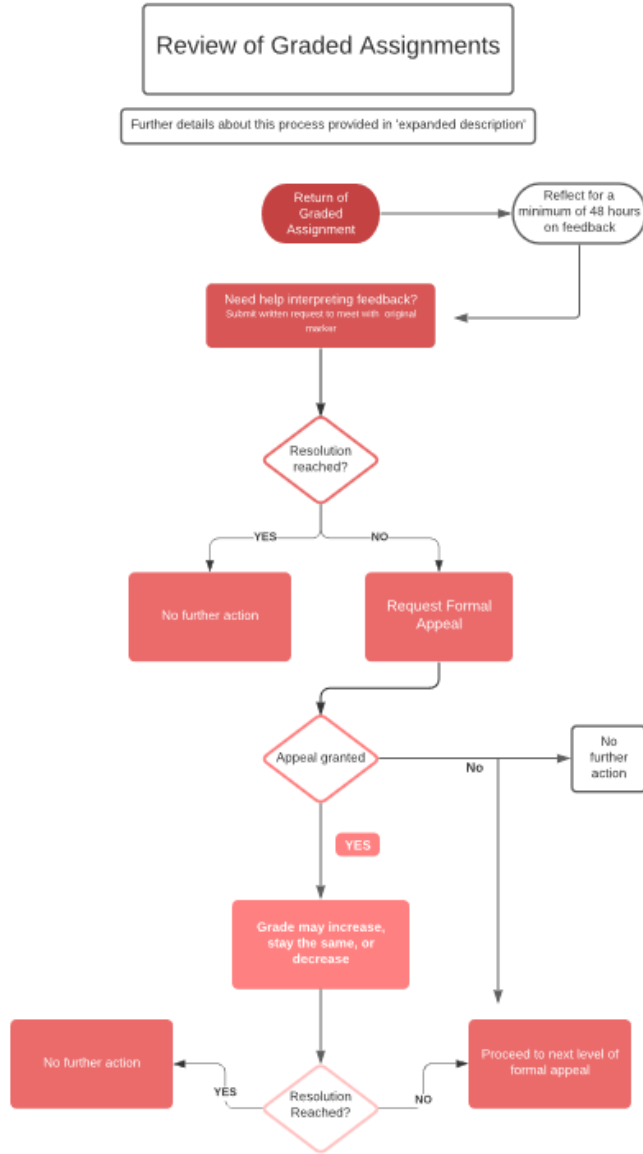 Review of Graded Assignments
Further details about this process provided in 'expanded description'
Return of
Graded
Assignment
Reflect for a
minimum of 48 hours
on feedback
Need help interpreting feedback?
Submit written request to meet with original
marker
Resolution
reached?
YES
NO
No further action
Request Formal
Appeal
Appeal granted
No
No
further
action
YES
Grade may increase,
stay the same, or
decrease
No further action
Proceed to next level of
formal appeal
YES
Resolution
Reached?
NO